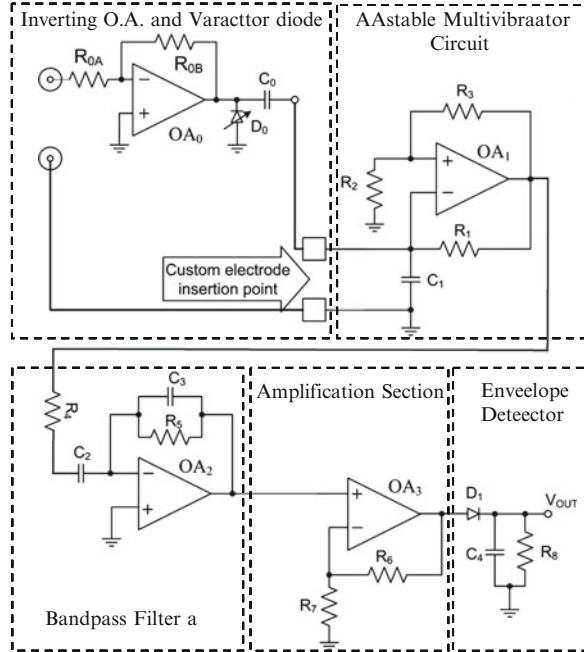 Inverting O.A. and Varacttor diode
AAstable Multivibraator
Circuit
R0A
R0B
C0
D0
OA0
R3
R2
OA1
R1
C1
Custom electrode
insertion point
R4
C2
C3
R5
OA2
Bandpass Filter a
Amplification Section
OA3
R6
R7
Enveelope
Deteector
D1
VOUT
C4
R8